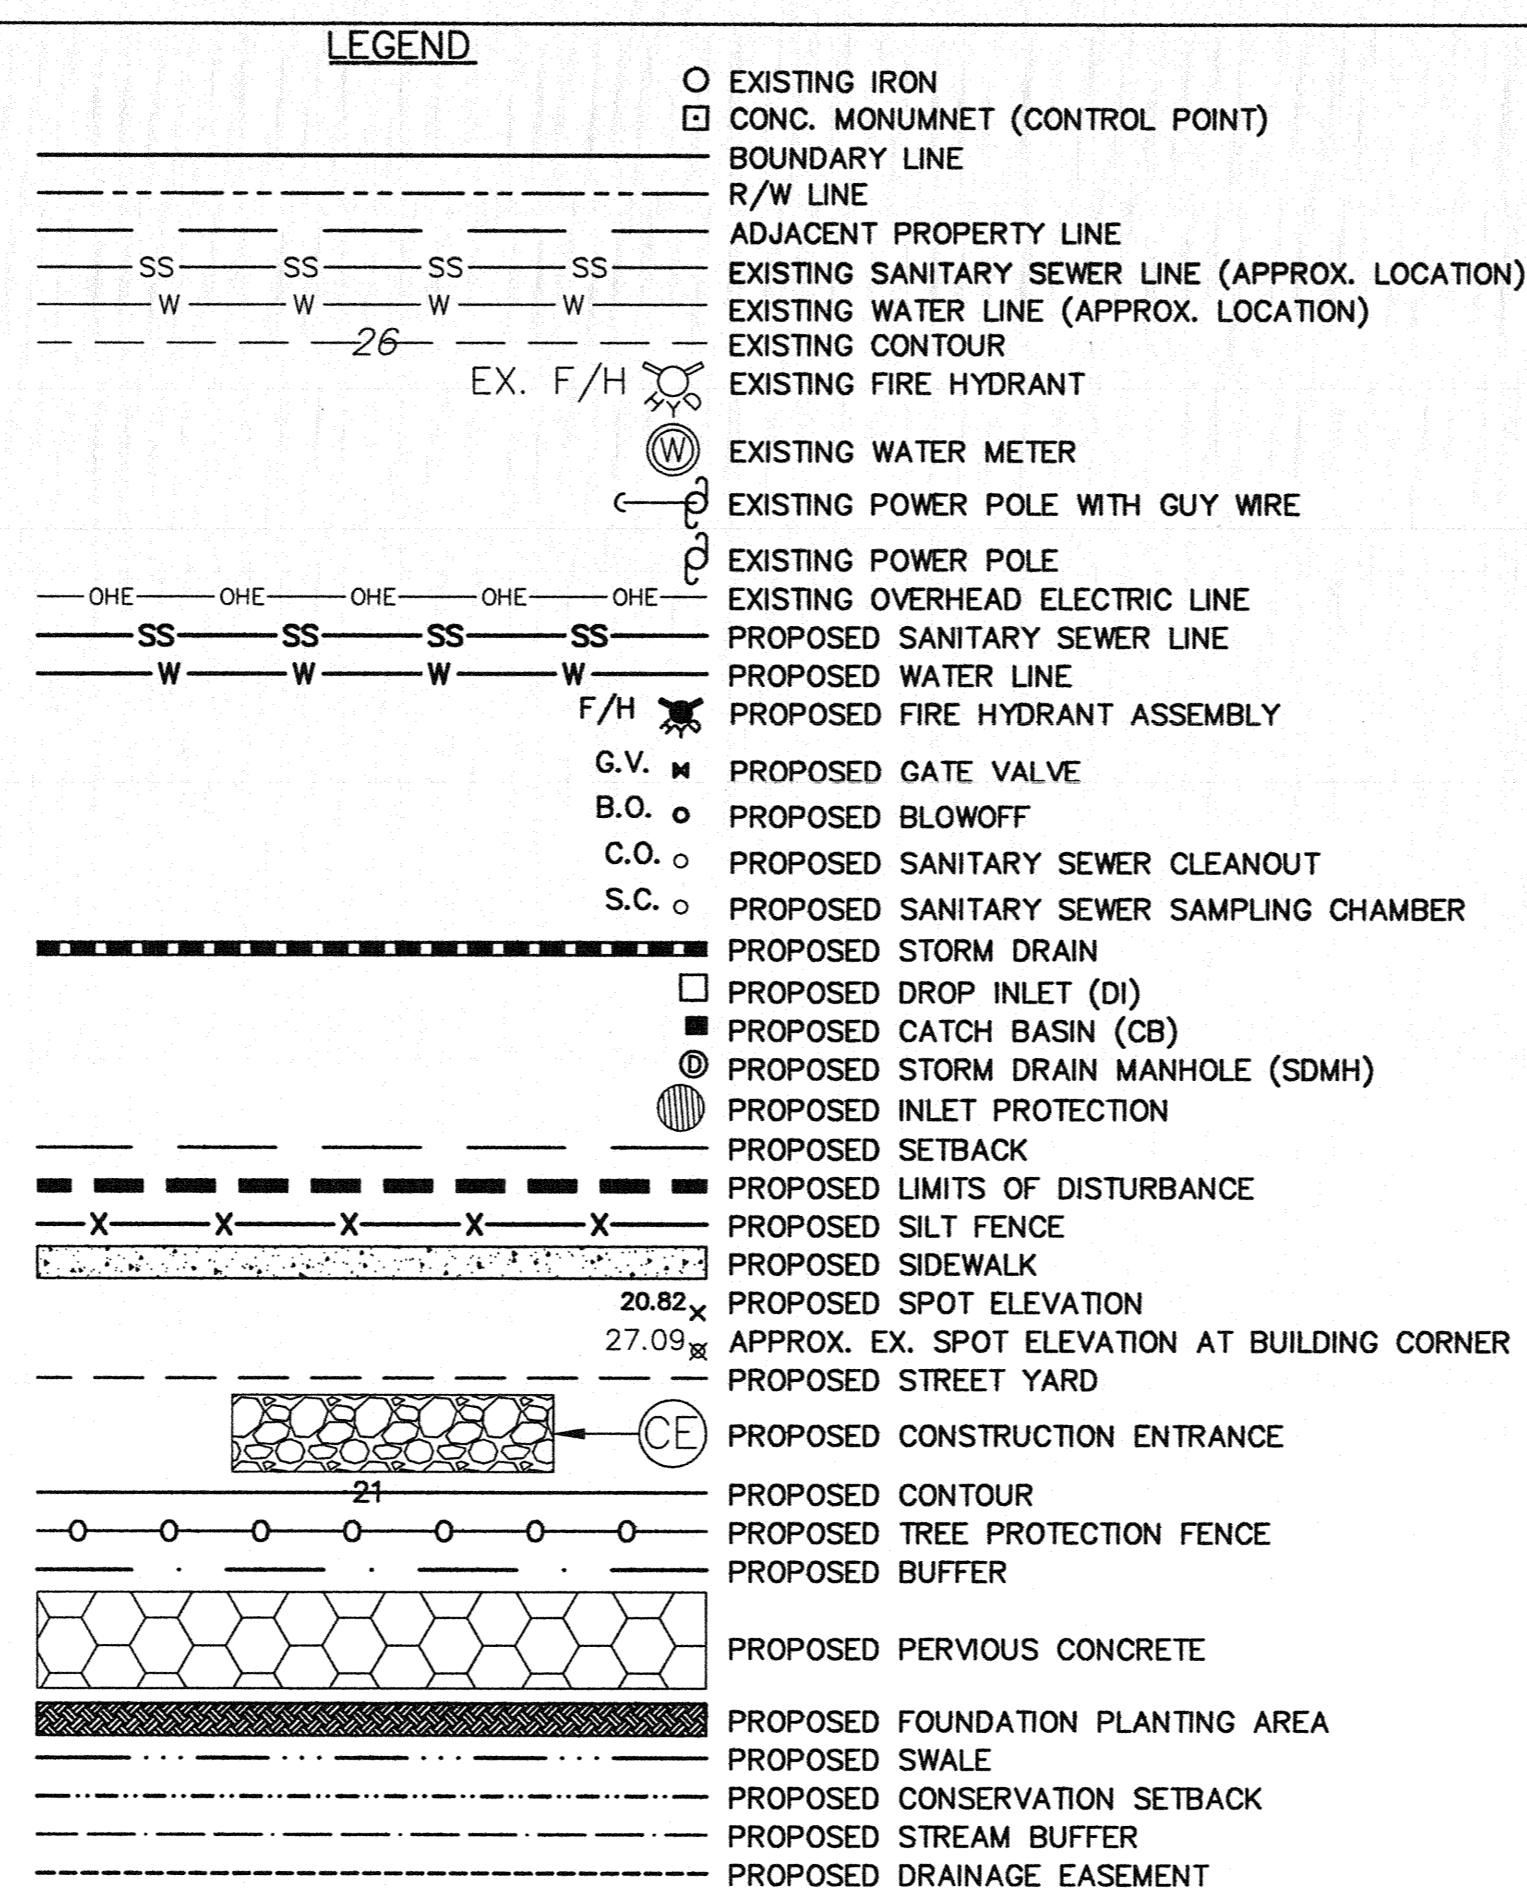 LEGEND
EXISTING IRON
CONC. MONUMNET (CONTROL POINT)
BOUNDARY LINE
R/W LINE
ADJACENT PROPERTY LINE
SS SS SS SS EXISTING SANITARY SEWER LINE (APPROX. LOCATION)
W W W W EXISTING WATER LINE (APPROX. LOCATION)
26 EXISTING CONTOUR
EX. F/H HYD EXISTING FIRE HYDRANT
W EXISTING WATER METER
EXISTING POWER POLE WITH GUY WIRE
EXISTING POWER POLE
OHE OHE OHE OHE OHE EXISTING OVERHEAD ELECTRIC LINE
SS SS SS SS PROPOSED SANITARY SEWER LINE
W W W W PROPOSED WATER LINE
F/H HYD PROPOSED FIRE HYDRANT ASSEMBLY
G.V. PROPOSED GATE VALVE
B.O. PROPOSED BLOWOFF
C.O. PROPOSED SANITARY SEWER CLEANOUT
S.C. PROPOSED SANITARY SEWER SAMPLING CHAMBER
PROPOSED STORM DRAIN
PROPOSED DROP INLET (DI)
PROPOSED CATCH BASIN (CB)
D PROPOSED STORM DRAIN MANHOLE (SDMH)
PROPOSED INLET PROTECTION
PROPOSED SETBACK
PROPOSED LIMITS OF DISTURBANCE
X X X X X PROPOSED SILT FENCE
PROPOSED SIDEWALK
20.82 X PROPOSED SPOT ELEVATION
27.09 APPROX. EX. SPOT ELEVATION AT BUILDING CORNER
PROPOSED STREET YARD
CE PROPOSED CONSTRUCTION ENTRANCE
21 PROPOSED CONTOUR
O O O O O O O PROPOSED TREE PROTECTION FENCE
PROPOSED BUFFER
PROPOSED PERVIOUS CONCRETE
PROPOSED FOUNDATION PLANTING AREA
PROPOSED SWALE
PROPOSED CONSERVATION SETBACK
PROPOSED STREAM BUFFER
PROPOSED DRAINAGE EASEMENT